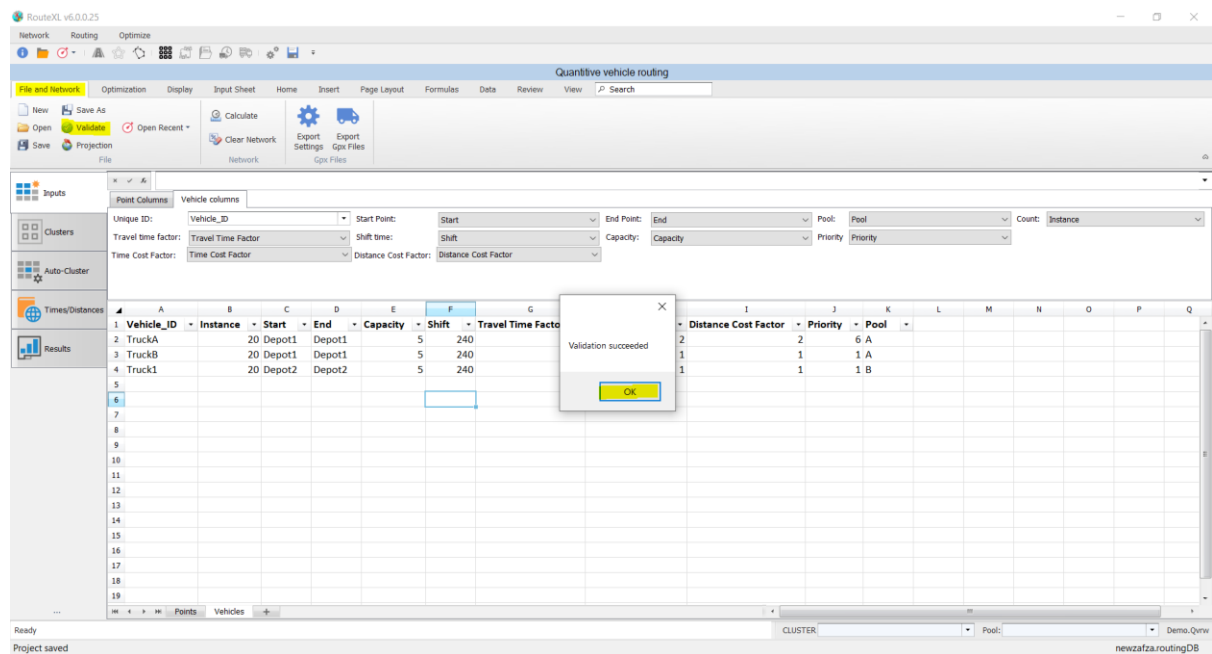 RouteXL v6.0.0.25
Network Routing Optimize
Quantitive vehicle routing
File and Network Optimization Display Input Sheet Home Insert Page Layout Formulas Data Review View Search
New Save As
Open Validate Open Recent
Save Projection
File
Calculate
Clear Network
Network
Export Settings
Export Gpx Files
Gpx Files
Inputs
Clusters
Auto-Cluster
Times/Distances
Results
...
Point Columns Vehicle columns
Unique ID: Vehicle_ID Start Point: Start End Point: End Pool: Pool Count: Instance
Travel time factor: Travel Time Factor Shift time: Shift Capacity: Capacity Priority Priority
Time Cost Factor: Time Cost Factor Distance Cost Factor: Distance Cost Factor
A B C D E F G I J K L M N O P Q
1 Vehicle_ID Instance Start End Capacity Shift Travel Time Facto Distance Cost Factor Priority Pool
2 TruckA 20 Depot1 Depot1 5 240 2 2 6 A
3 TruckB 20 Depot1 Depot1 5 240 1 1 1 A
4 Truck1 20 Depot2 Depot2 5 240 1 1 1 B
5
6
7
8
9
10
11
12
13
14
15
16
17
18
19
Validation succeeded
OK
Points Vehicles +
Ready CLUSTER Pool: Demo.Qvrw
Project saved newzafza.routingDB